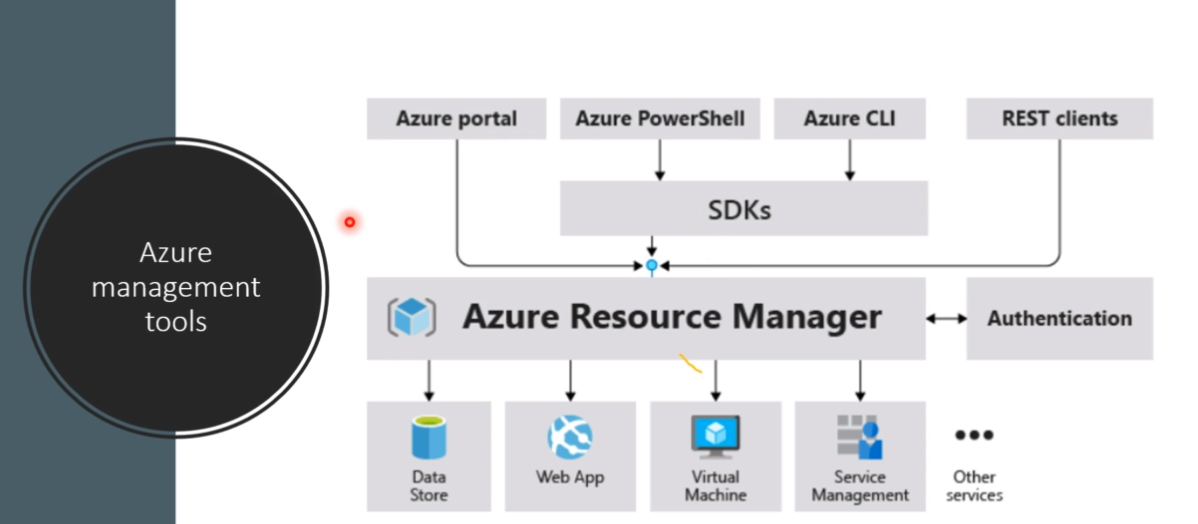 Azure
management
tools
Azure portal
Azure PowerShell
Azure CLI
REST clients
SDKs
Azure Resource Manager
Authentication
Data
Store
Web App
Virtual
Machine
Service
Management
Other
services